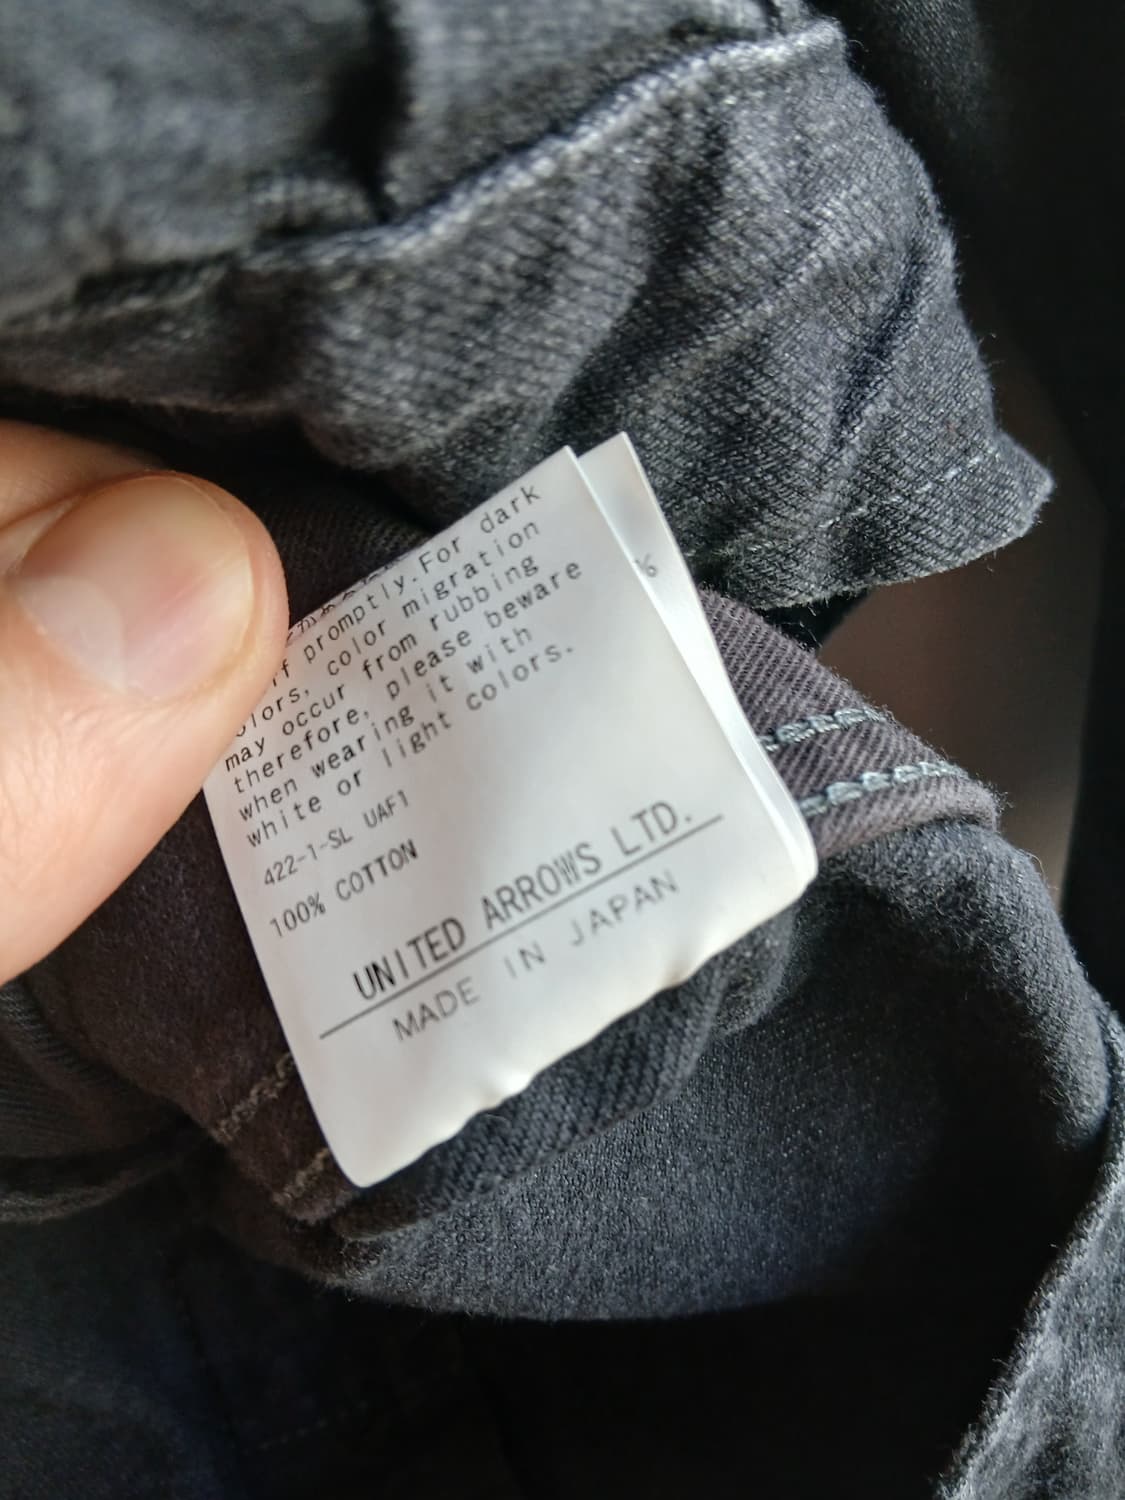 promptly.For dark
colors, color migration
may occur from rubbing
therefore, please beware
when wearing it with
white or light colors.
422-1-SL UAF1
100% COTTON
UNITED ARROWS LTD.
MADE IN JAPAN
%